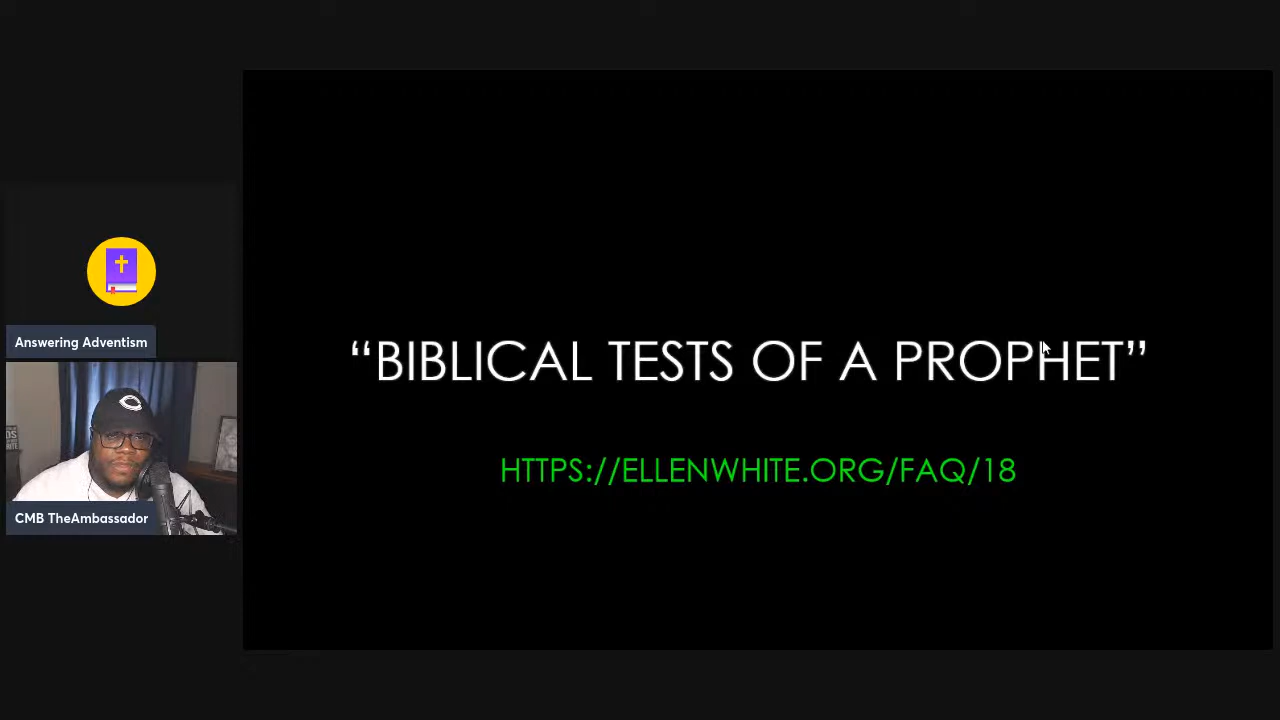 Answering Adventism
CMB TheAmbassador
“BIBLICAL TESTS OF A PROPHET”
HTTPS://ELLENWHITE.ORG/FAQ/18